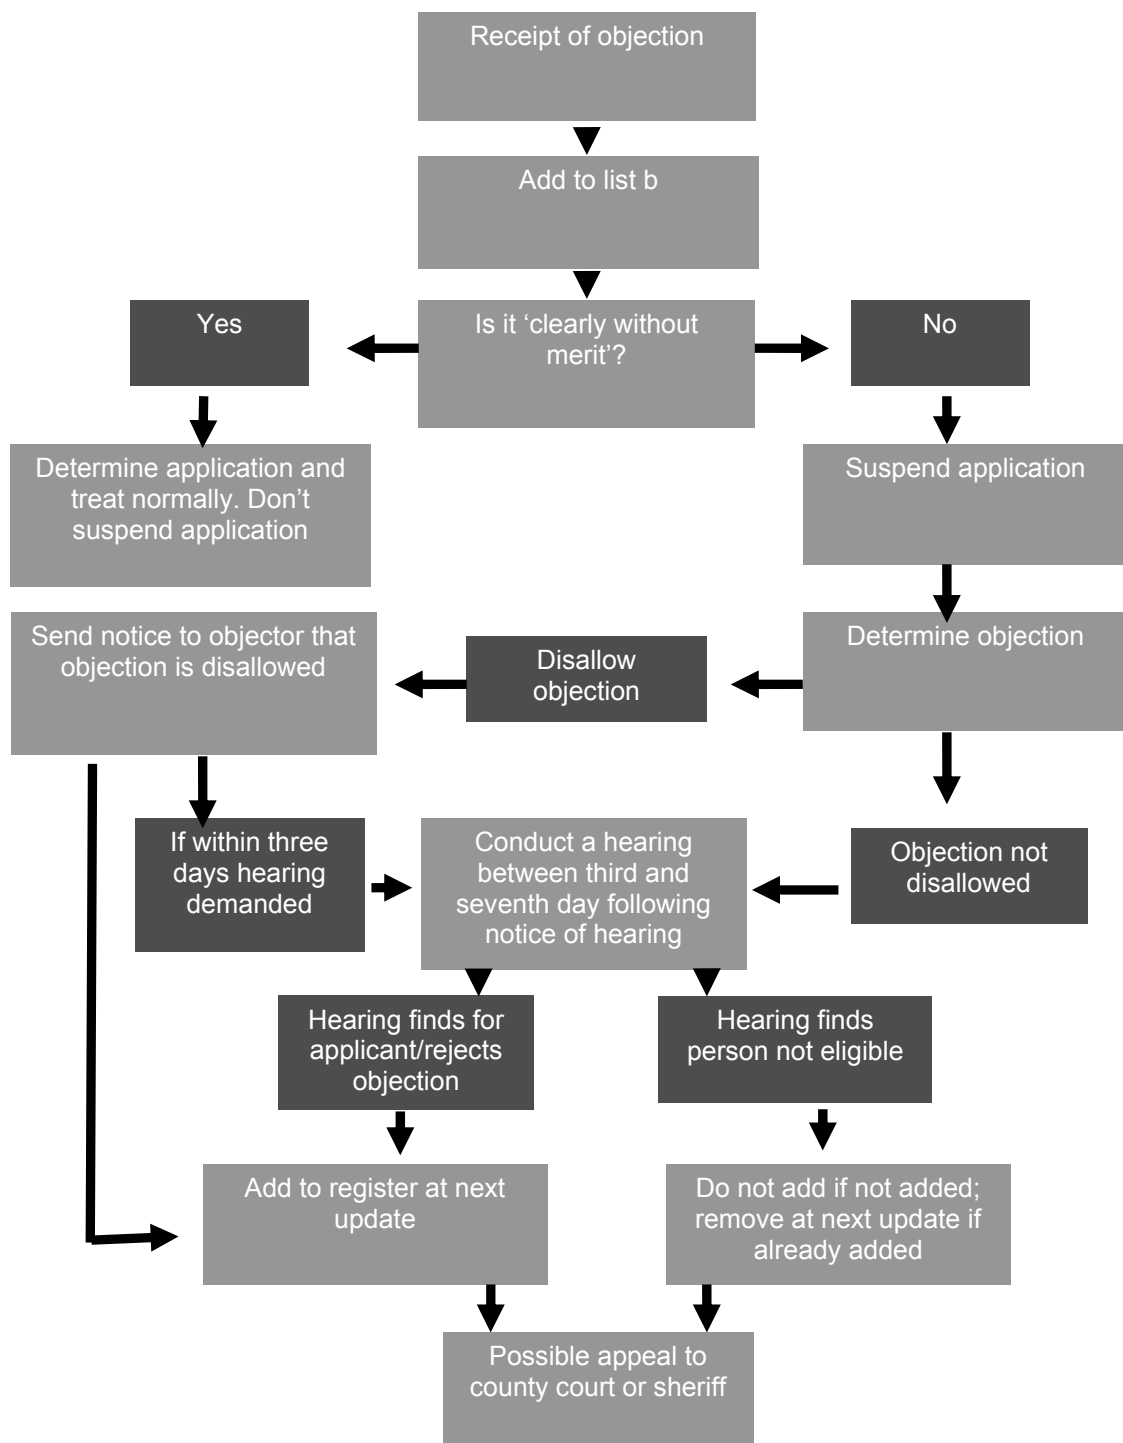 Receipt of objection
Add to list b
Is it ‘clearly without
merit’?
Yes
No
Determine application and
treat normally. Don’t
suspend application
Suspend application
Send notice to objector that
objection is disallowed
Disallow
objection
Determine objection
If within three
days hearing
demanded
Conduct a hearing
between third and
seventh day following
notice of hearing
Objection not
disallowed
Hearing finds for
applicant/rejects
objection
Hearing finds
person not eligible
Add to register at next
update
Do not add if not added;
remove at next update if
already added
Possible appeal to
county court or sheriff